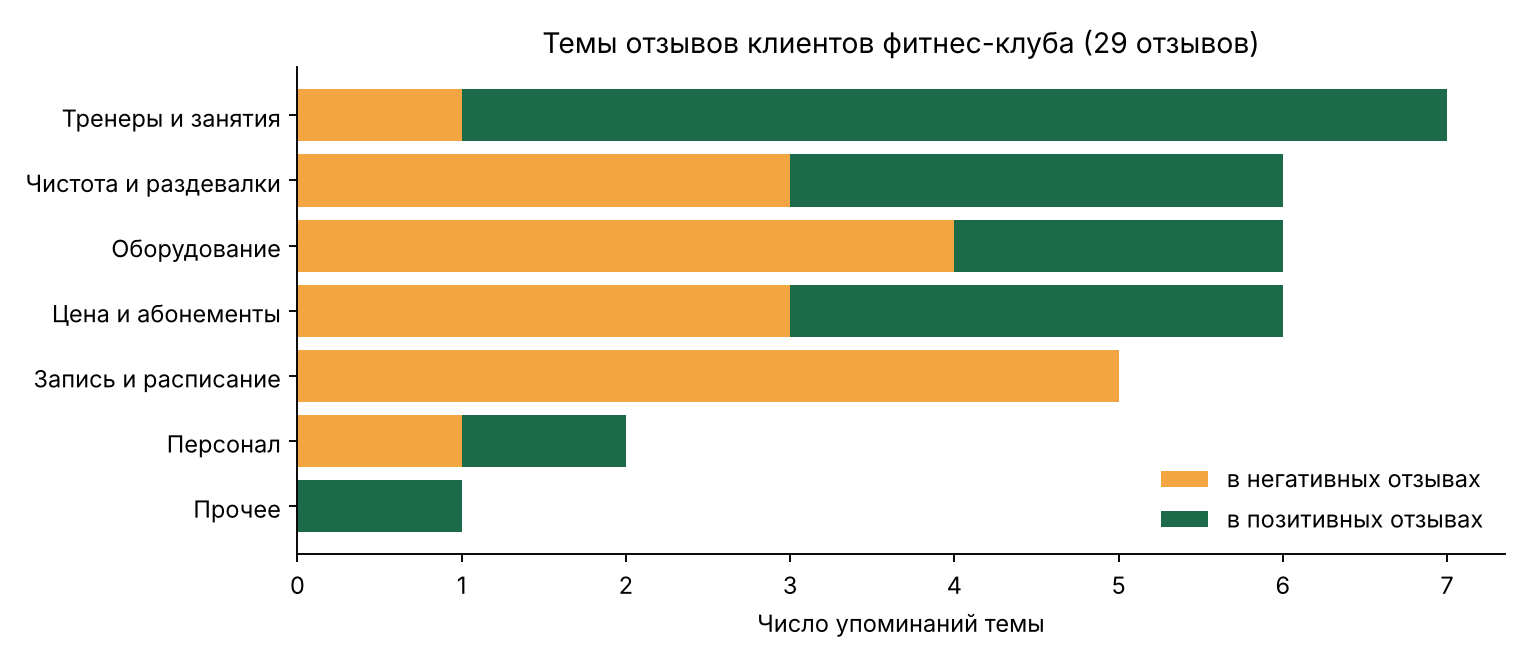 Темы отзывов клиентов фитнес-клуба (29 отзывов)
Тренеры и занятия
Чистота и раздевалки
Оборудование
Цена и абонементы
Запись и расписание
Персонал
Прочее
в негативных отзывах
в позитивных отзывах
0 1 2 3 4 5 6 7
Число упоминаний темы